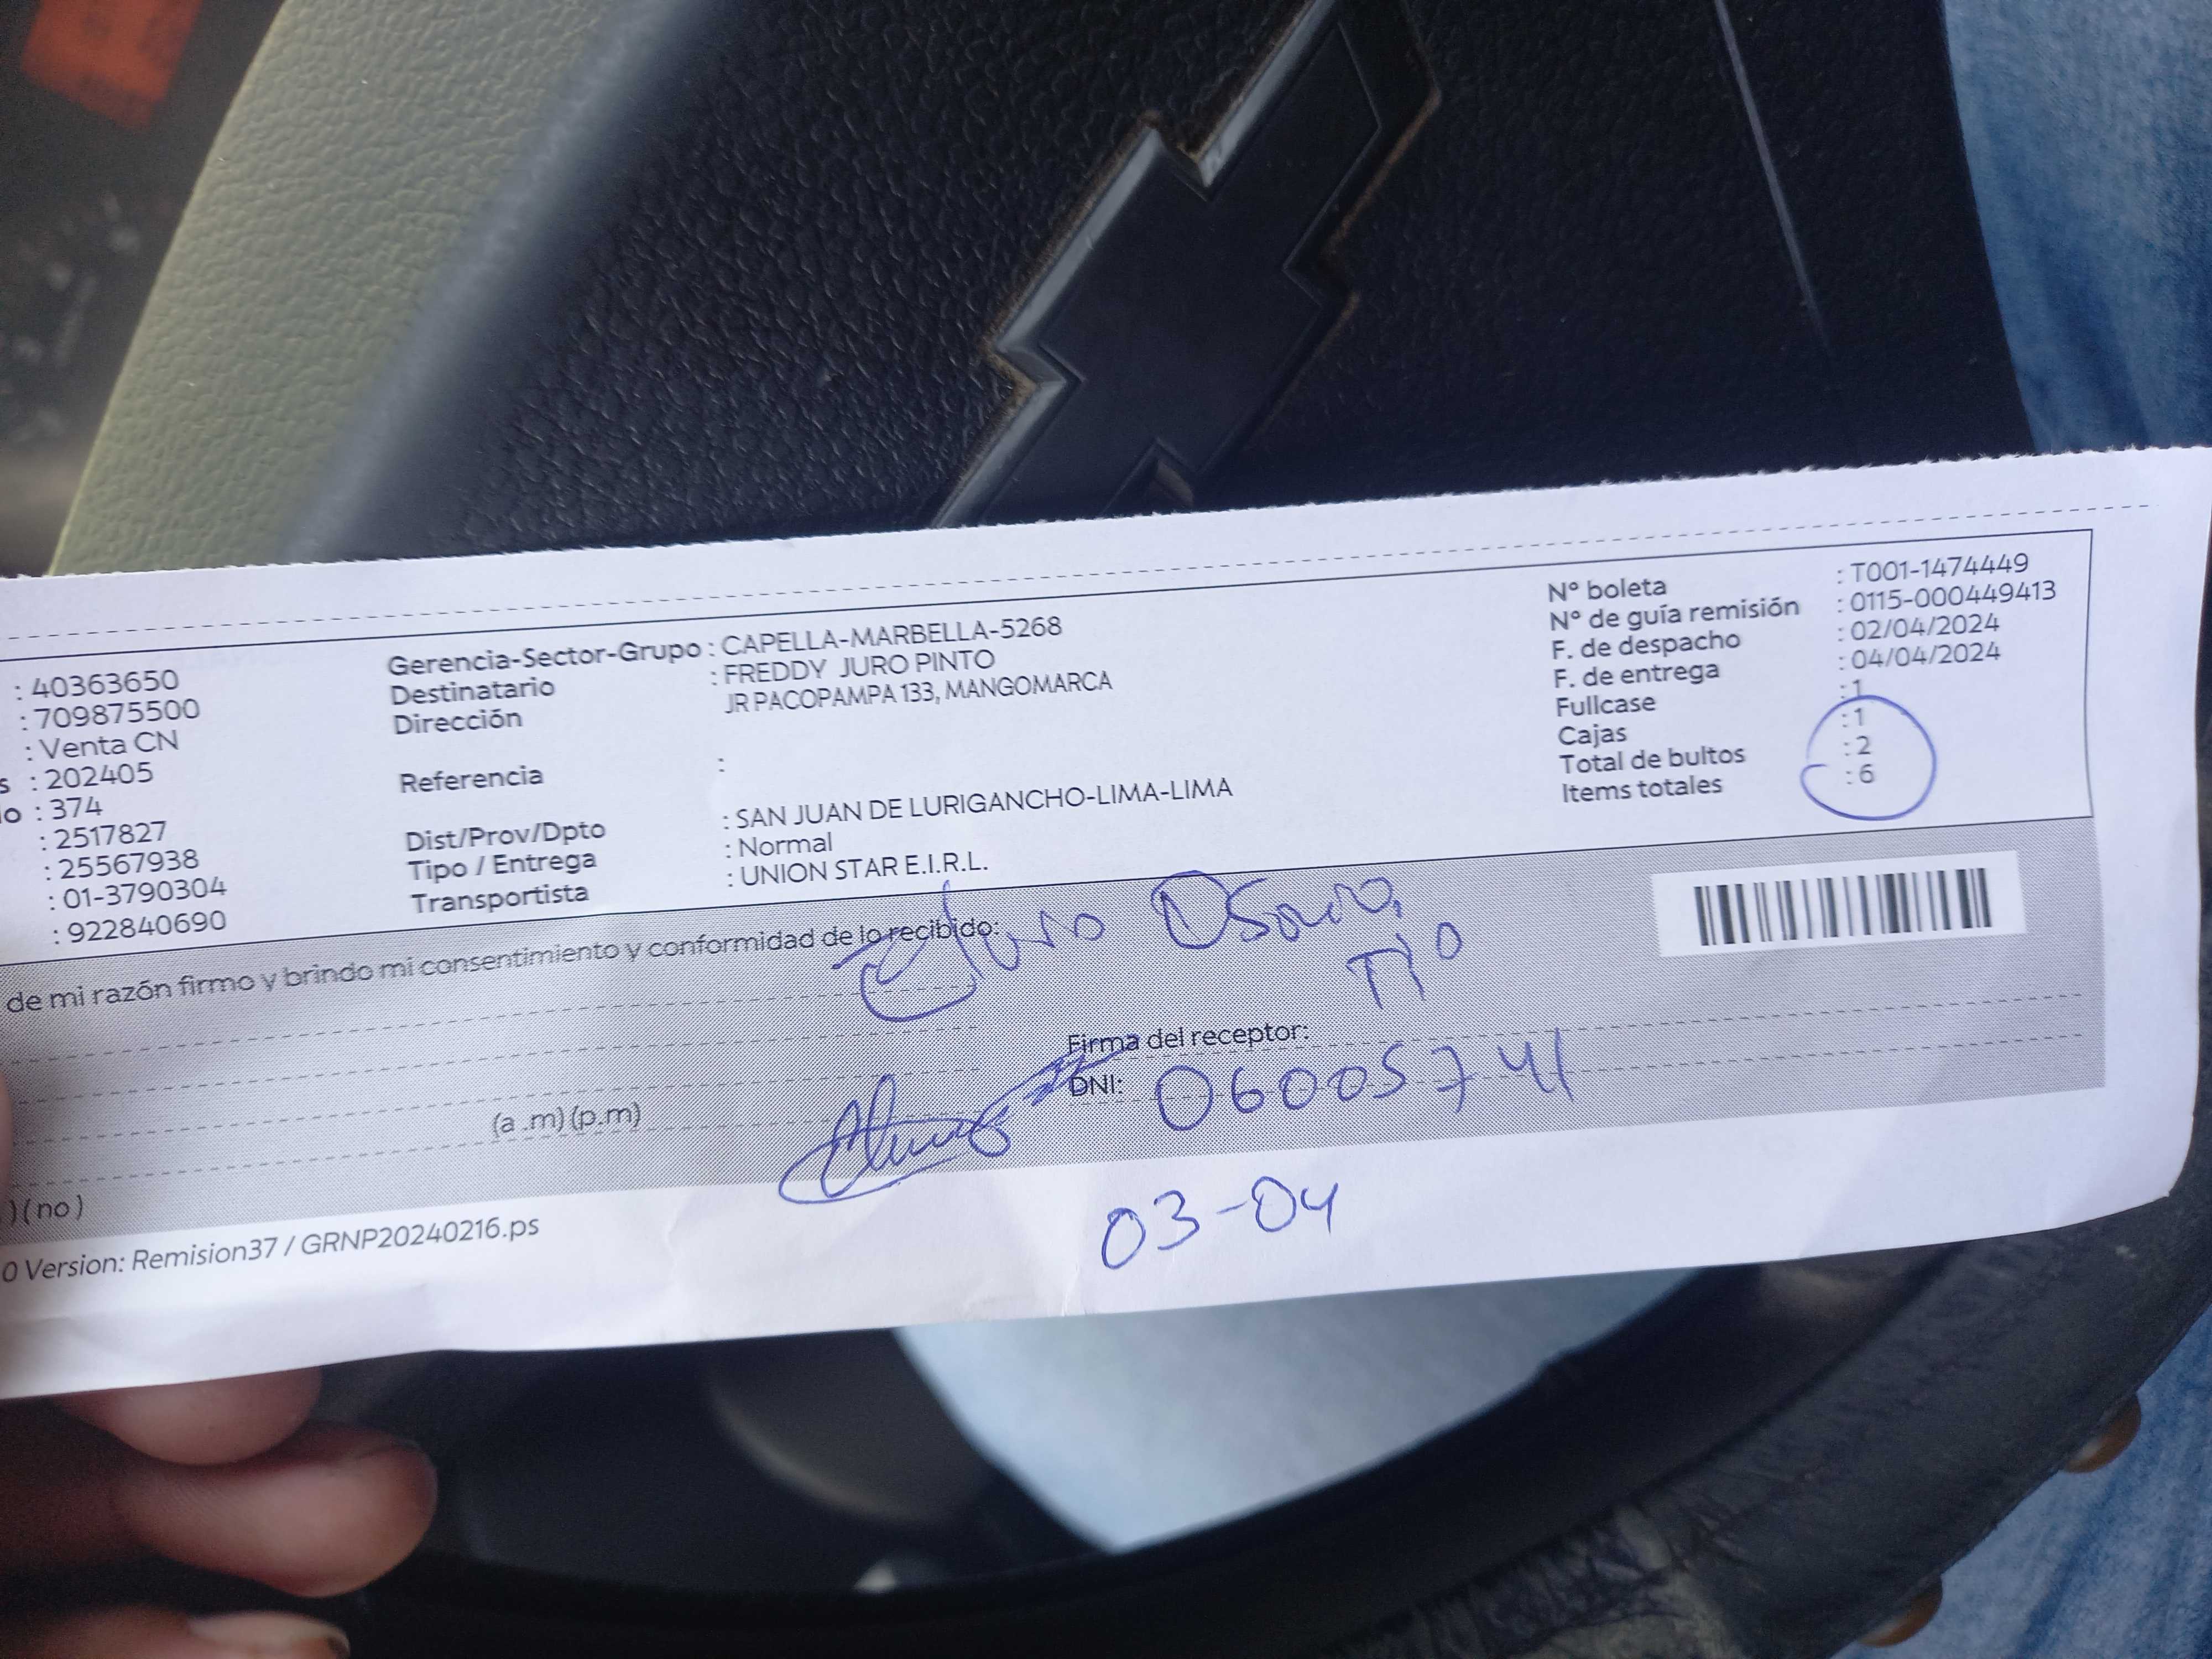 : 40363650
: 709875500
: Venta CN
s : 202405
lo : 374
: 2517827
: 25567938
: 01-3790304
: 922840690
Gerencia-Sector-Grupo : CAPELLA-MARBELLA-5268
Destinatario : FREDDY JURO PINTO
Dirección JR PACOPAMPA 133, MANGOMARCA
Referencia :
Dist/Prov/Dpto : SAN JUAN DE LURIGANCHO-LIMA-LIMA
Tipo / Entrega : Normal
Transportista : UNION STAR E.I.R.L.
N° boleta : T001-1474449
N° de guía remisión : 0115-000449413
F. de despacho : 02/04/2024
F. de entrega : 04/04/2024
Fullcase : 1
Cajas : 1
Total de bultos : 2
Items totales : 6
de mi razón firmo y brindo mi consentimiento y conformidad de lo recibido:
Juro
Tío
Firma del receptor:
DNI: 06005741
(a .m) (p.m)
03-04
) (no)
0 Version: Remision37 / GRNP20240216.ps